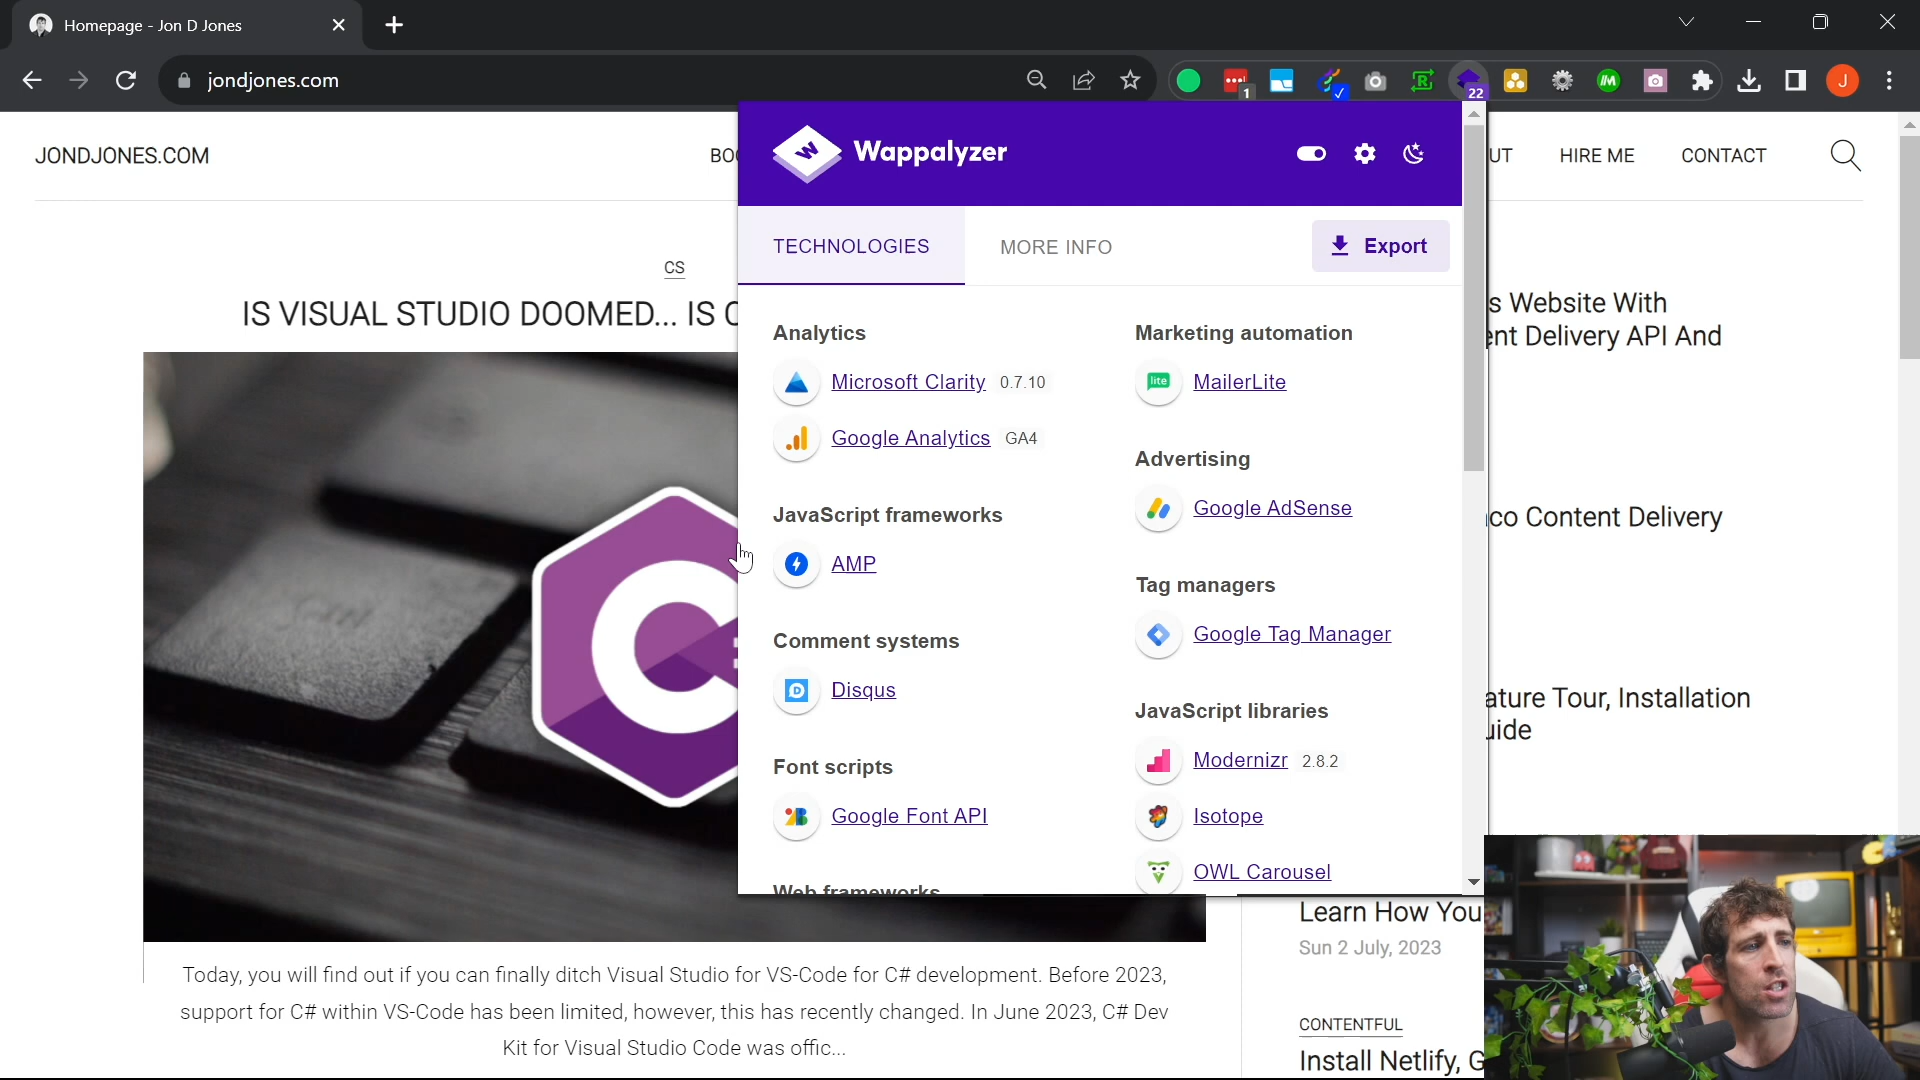 Homepage - Jon D Jones
jondjones.com
1
22
JONDJONES.COM
BO
UT
HIRE ME
CONTACT
Wappalyzer
TECHNOLOGIES
MORE INFO
Export
CS
IS VISUAL STUDIO DOOMED... IS C
Analytics
Microsoft Clarity 0.7.10
Google Analytics GA4
JavaScript frameworks
AMP
Comment systems
Disqus
Font scripts
Google Font API
Web frameworks
Marketing automation
lite
MailerLite
Advertising
Google AdSense
Tag managers
Google Tag Manager
JavaScript libraries
Modernizr 2.8.2
Isotope
OWL Carousel
s Website With
ent Delivery API And
co Content Delivery
ature Tour, Installation
uide
Learn How You
Sun 2 July, 2023
CONTENTFUL
Install Netlify, G
Today, you will find out if you can finally ditch Visual Studio for VS-Code for C# development. Before 2023,
support for C# within VS-Code has been limited, however, this has recently changed. In June 2023, C# Dev
Kit for Visual Studio Code was offic...